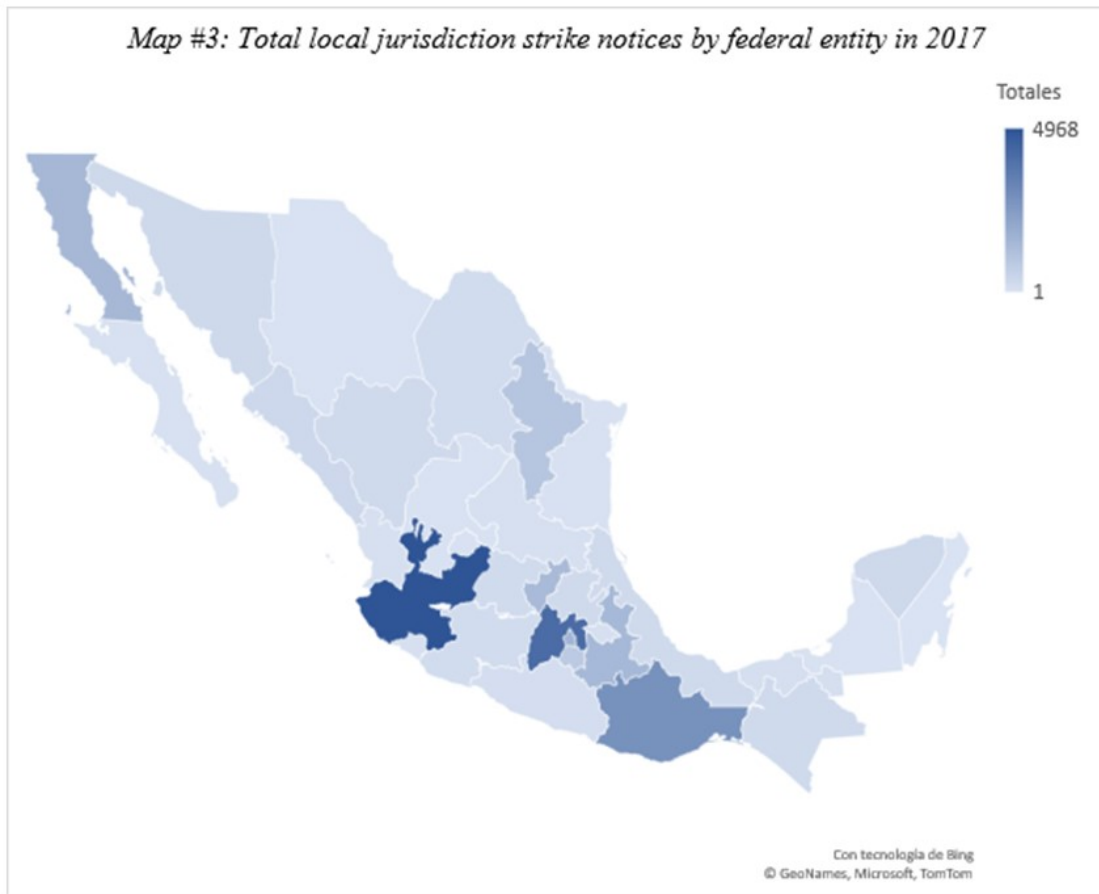 Map #3: Total local jurisdiction strike notices by federal entity in 2017
Totales
4968
1
Con tecnología de Bing
© GeoNames, Microsoft, TomTom